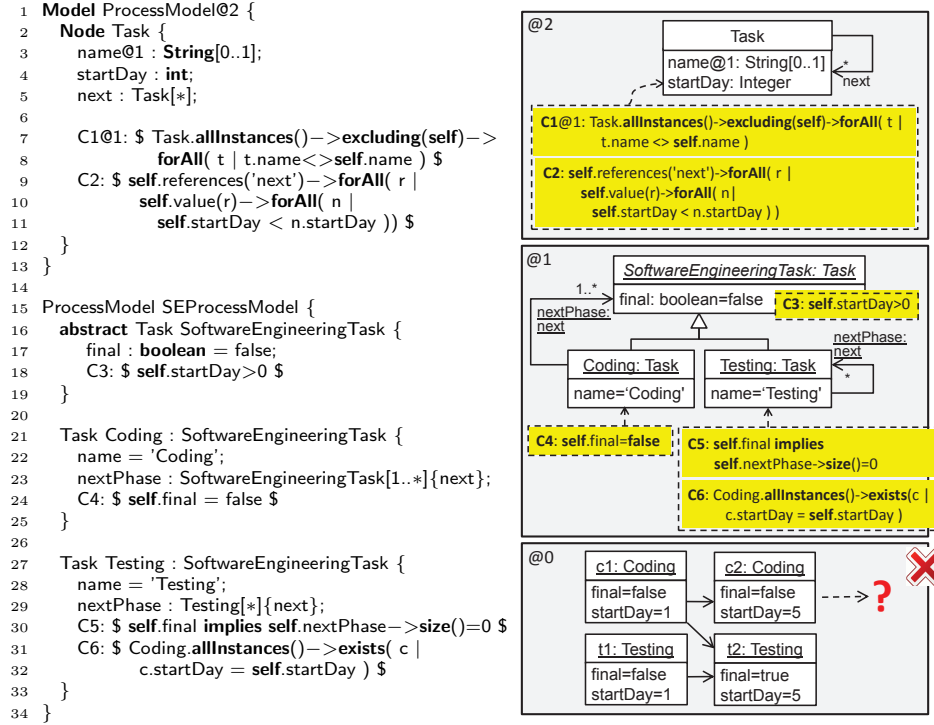 1 Model ProcessModel@2 {
2 Node Task {
3 name@1 : String[0..1];
4 startDay : int;
5 next : Task[*];
6
7 C1@1: $ Task.allInstances()−>excluding(self)−>
8 forAll( t | t.name<>self.name ) $
9 C2: $ self.references('next')−>forAll( r |
10 self.value(r)−>forAll( n |
11 self.startDay < n.startDay )) $
12 }
13 }
14
15 ProcessModel SEProcessModel {
16 abstract Task SoftwareEngineeringTask {
17 final : boolean = false;
18 C3: $ self.startDay>0 $
19 }
20
21 Task Coding : SoftwareEngineeringTask {
22 name = 'Coding';
23 nextPhase : SoftwareEngineeringTask[1..*]{next};
24 C4: $ self.final = false $
25 }
26
27 Task Testing : SoftwareEngineeringTask {
28 name = 'Testing';
29 nextPhase : Testing[*]{next};
30 C5: $ self.final implies self.nextPhase−>size()=0 $
31 C6: $ Coding.allInstances()−>exists( c |
32 c.startDay = self.startDay ) $
33 }
34 }
@2
Task
name@1: String[0..1]
startDay: Integer
*
next
C1@1: Task.allInstances()->excluding(self)->forAll( t |
t.name <> self.name )
C2: self.references('next')->forAll( r |
self.value(r)->forAll( n|
self.startDay < n.startDay ) )
@1
SoftwareEngineeringTask: Task
final: boolean=false
C3: self.startDay>0
1..*
nextPhase:
next
nextPhase:
next
*
Coding: Task
name='Coding'
Testing: Task
name='Testing'
C4: self.final=false
C5: self.final implies
self.nextPhase->size()=0
C6: Coding.allInstances()->exists(c |
c.startDay = self.startDay )
@0
c1: Coding
final=false
startDay=1
c2: Coding
final=false
startDay=5
?
t1: Testing
final=false
startDay=1
t2: Testing
final=true
startDay=5